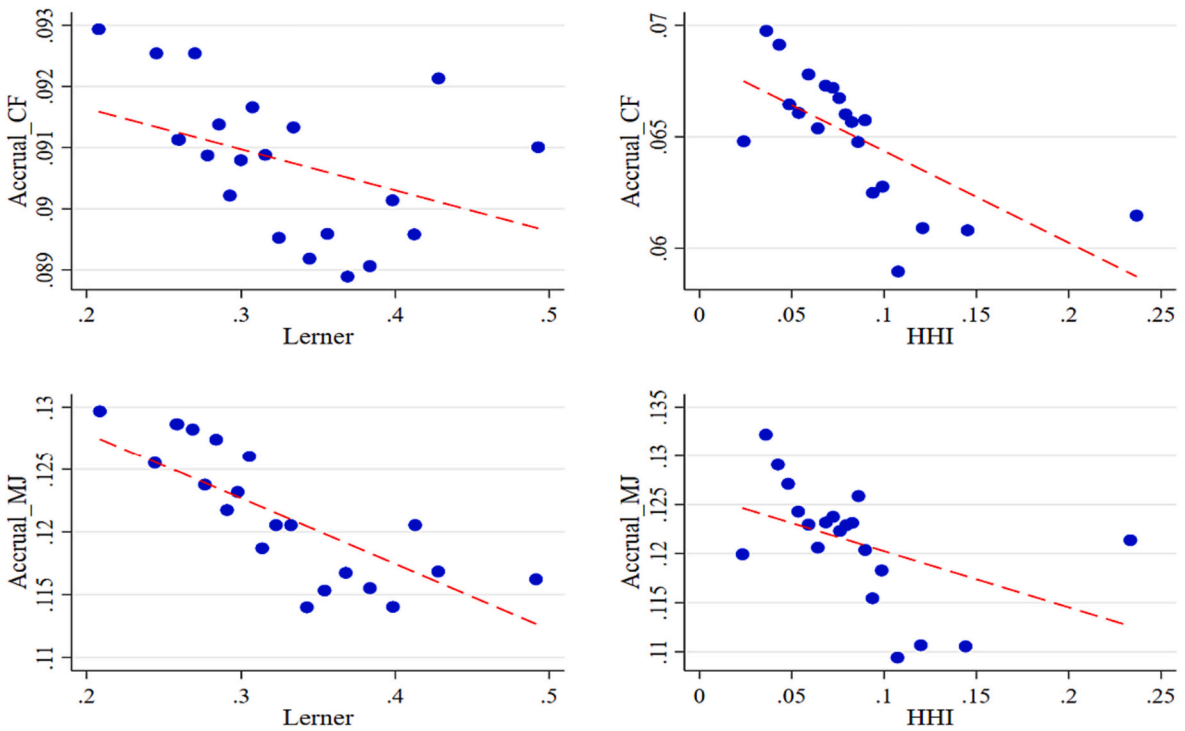 Accrual_CF
.093
.092
.091
.09
.089
.2 .3 .4 .5
Lerner
Accrual_CF
.07
.065
.06
0 .05 .1 .15 .2 .25
HHI
Accrual_MJ
.13
.125
.12
.115
.11
.2 .3 .4 .5
Lerner
Accrual_MJ
.135
.13
.125
.12
.115
.11
0 .05 .1 .15 .2 .25
HHI